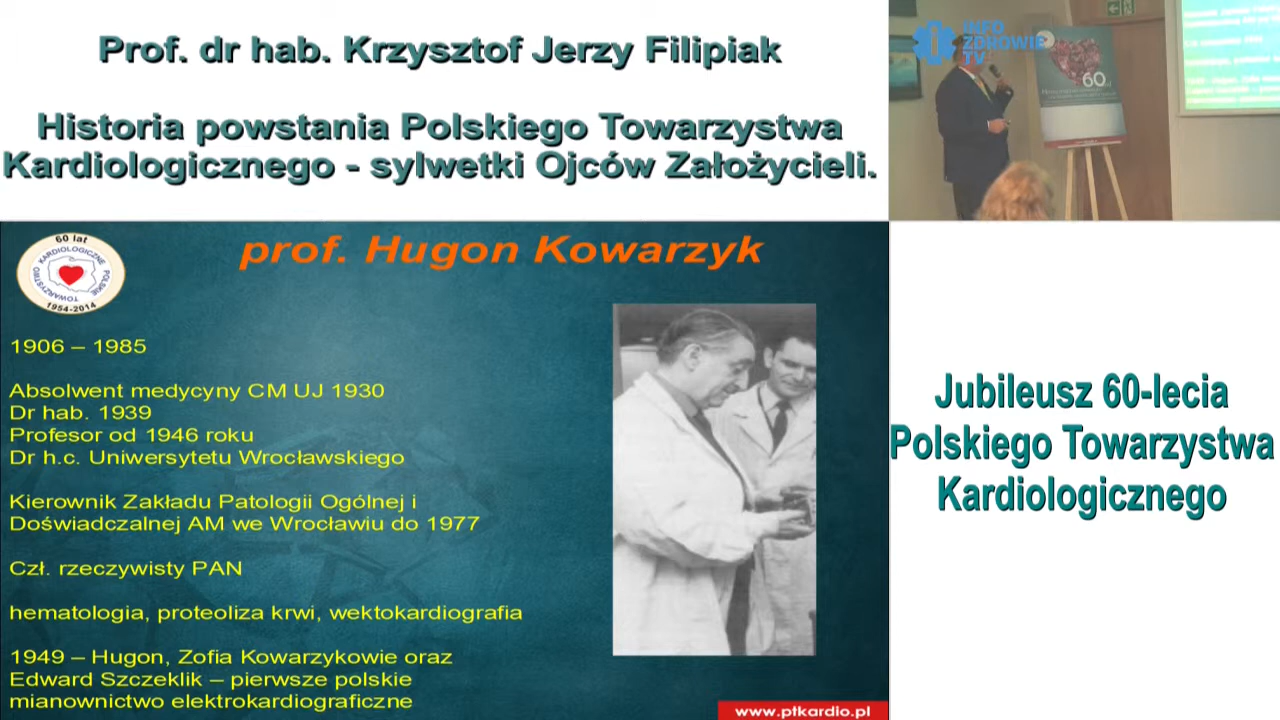 Prof. dr hab. Krzysztof Jerzy Filipiak
Historia powstania Polskiego Towarzystwa
Kardiologicznego - sylwetki Ojców Założycieli.
INFO
ZDROWIE
TV
60
60 lat
POLSKIE TOWARZYSTWO KARDIOLOGICZNE
1954-2014
prof. Hugon Kowarzyk
1906 – 1985
Absolwent medycyny CM UJ 1930
Dr hab. 1939
Profesor od 1946 roku
Dr h.c. Uniwersytetu Wrocławskiego
Kierownik Zakładu Patologii Ogólnej i
Doświadczalnej AM we Wrocławiu do 1977
Czł. rzeczywisty PAN
hematologia, proteoliza krwi, wektokardiografia
1949 – Hugon, Zofia Kowarzykowie oraz
Edward Szczeklik – pierwsze polskie
mianownictwo elektrokardiograficzne
www.ptkardio.pl
Jubileusz 60-lecia
Polskiego Towarzystwa
Kardiologicznego